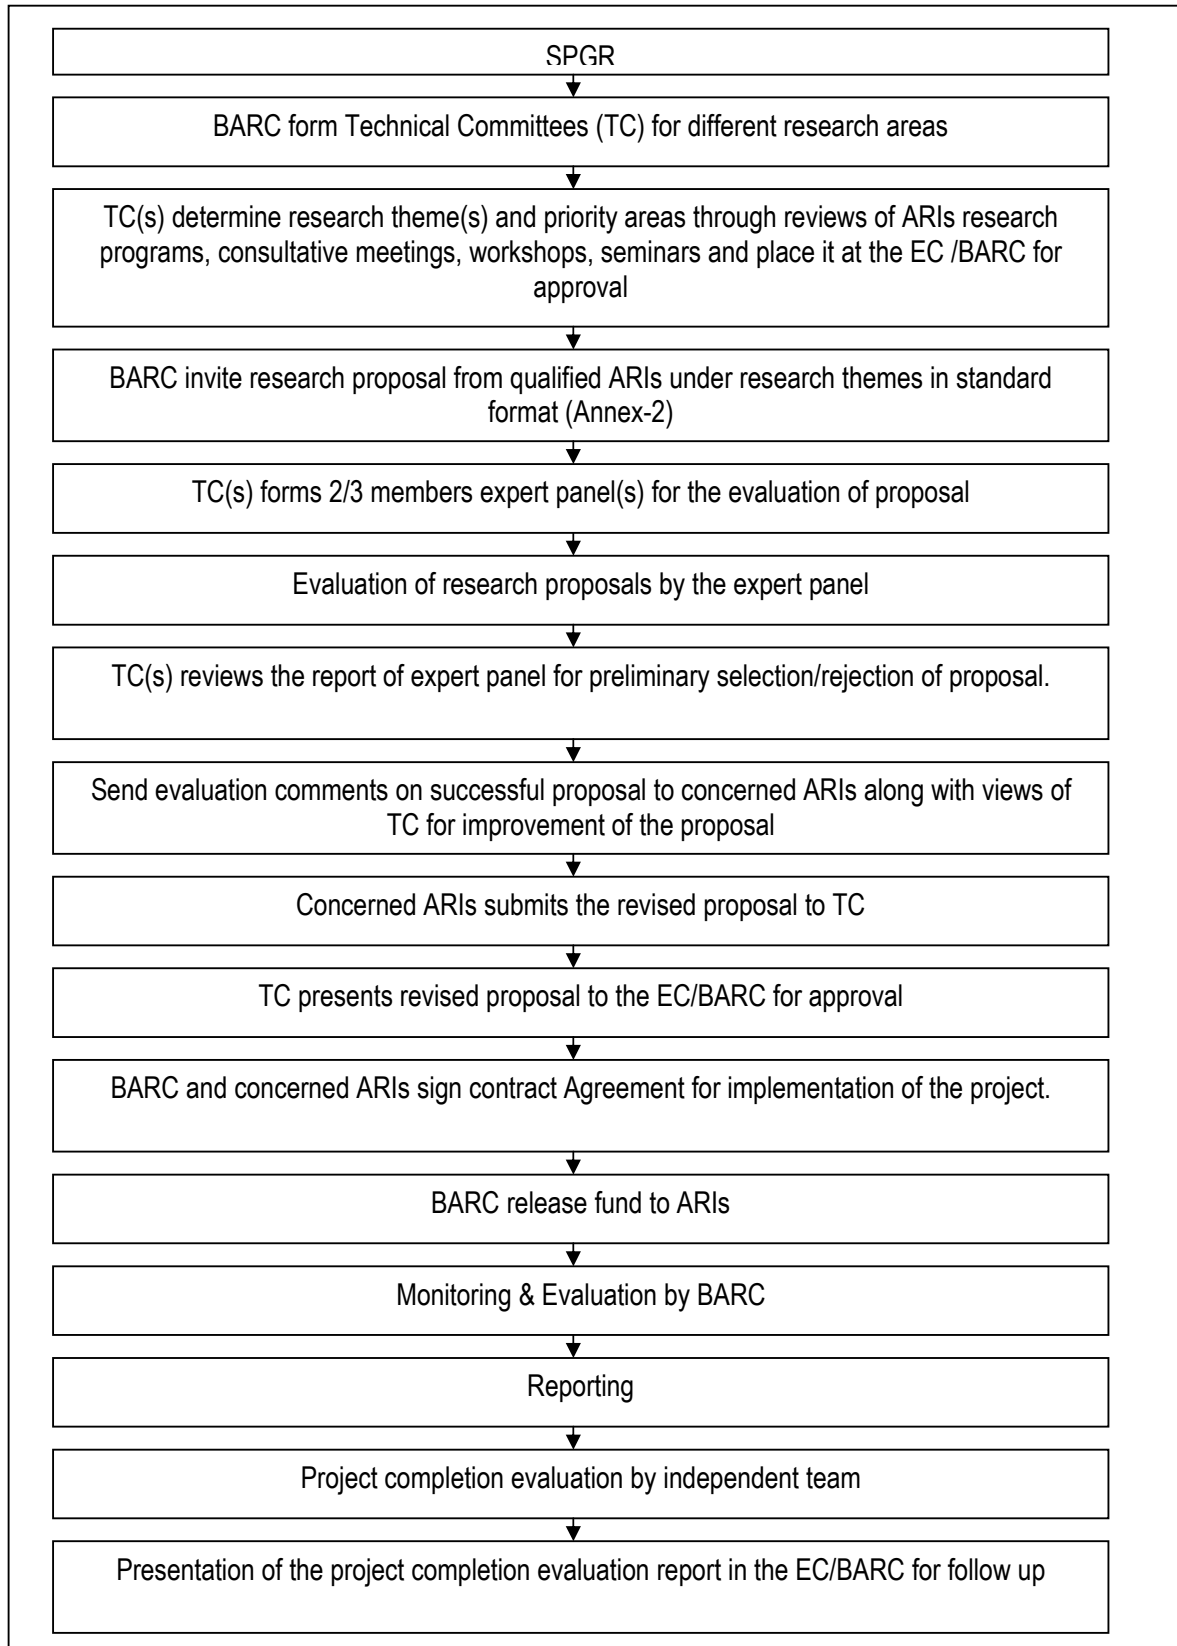 SPGR
BARC form Technical Committees (TC) for different research areas
TC(s) determine research theme(s) and priority areas through reviews of ARIs research
programs, consultative meetings, workshops, seminars and place it at the EC /BARC for
approval
BARC invite research proposal from qualified ARIs under research themes in standard
format (Annex-2)
TC(s) forms 2/3 members expert panel(s) for the evaluation of proposal
Evaluation of research proposals by the expert panel
TC(s) reviews the report of expert panel for preliminary selection/rejection of proposal.
Send evaluation comments on successful proposal to concerned ARIs along with views of
TC for improvement of the proposal
Concerned ARIs submits the revised proposal to TC
TC presents revised proposal to the EC/BARC for approval
BARC and concerned ARIs sign contract Agreement for implementation of the project.
BARC release fund to ARIs
Monitoring & Evaluation by BARC
Reporting
Project completion evaluation by independent team
Presentation of the project completion evaluation report in the EC/BARC for follow up